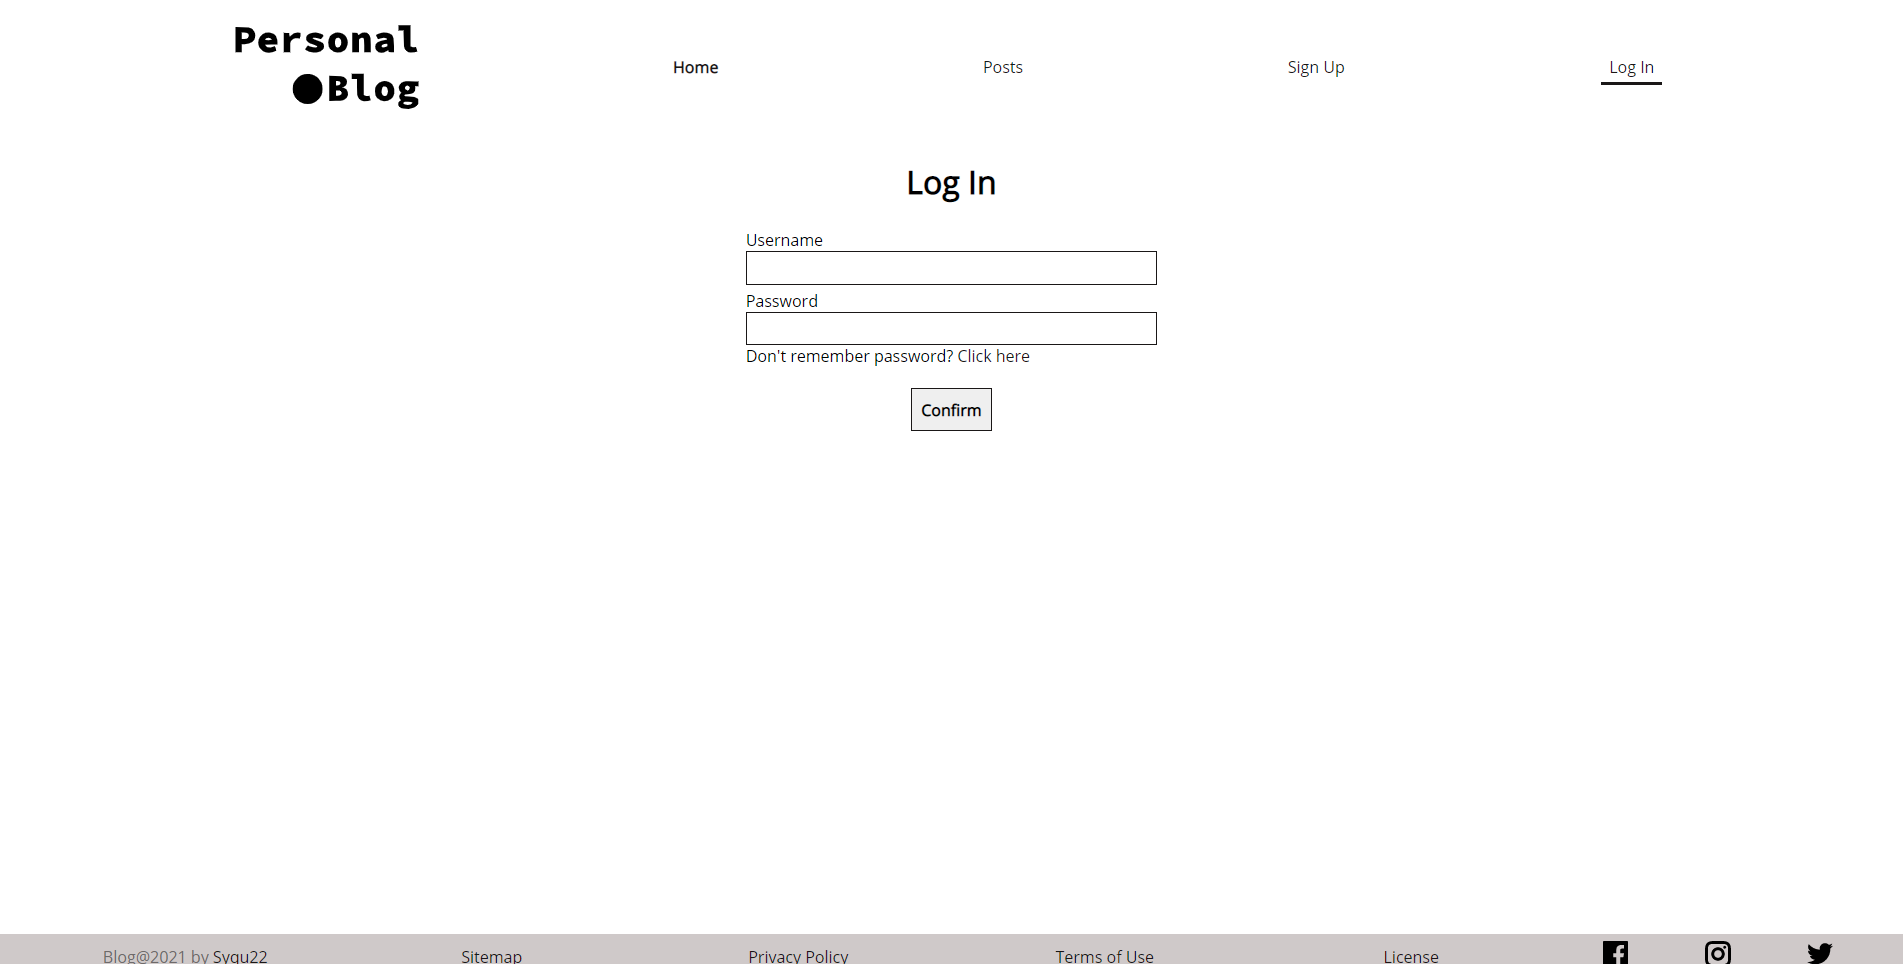 Personal
Blog
Home
Posts
Sign Up
Log In
Log In
Username
Password
Don't remember password? Click here
Confirm
Blog@2021 by Syqu22
Sitemap
Privacy Policy
Terms of Use
License